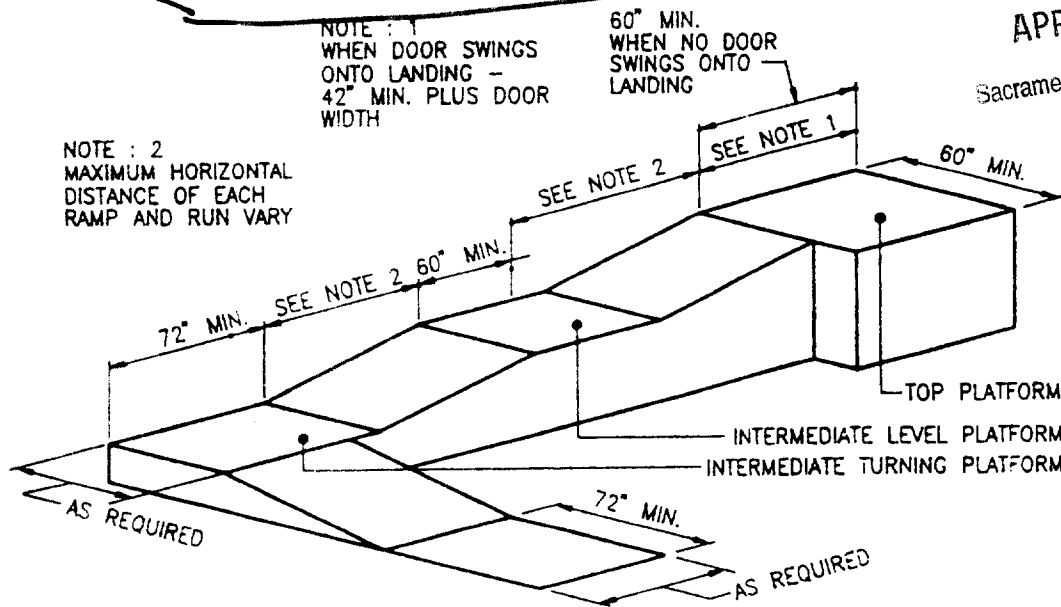 NOTE : 1
WHEN DOOR SWINGS
ONTO LANDING –
42" MIN. PLUS DOOR
WIDTH
60" MIN.
WHEN NO DOOR
SWINGS ONTO
LANDING
NOTE : 2
MAXIMUM HORIZONTAL
DISTANCE OF EACH
RAMP AND RUN VARY
SEE NOTE 1
60" MIN.
SEE NOTE 2
60" MIN.
SEE NOTE 2
72" MIN.
TOP PLATFORM
INTERMEDIATE LEVEL PLATFORM
INTERMEDIATE TURNING PLATFORM
AS REQUIRED
72" MIN.
AS REQUIRED